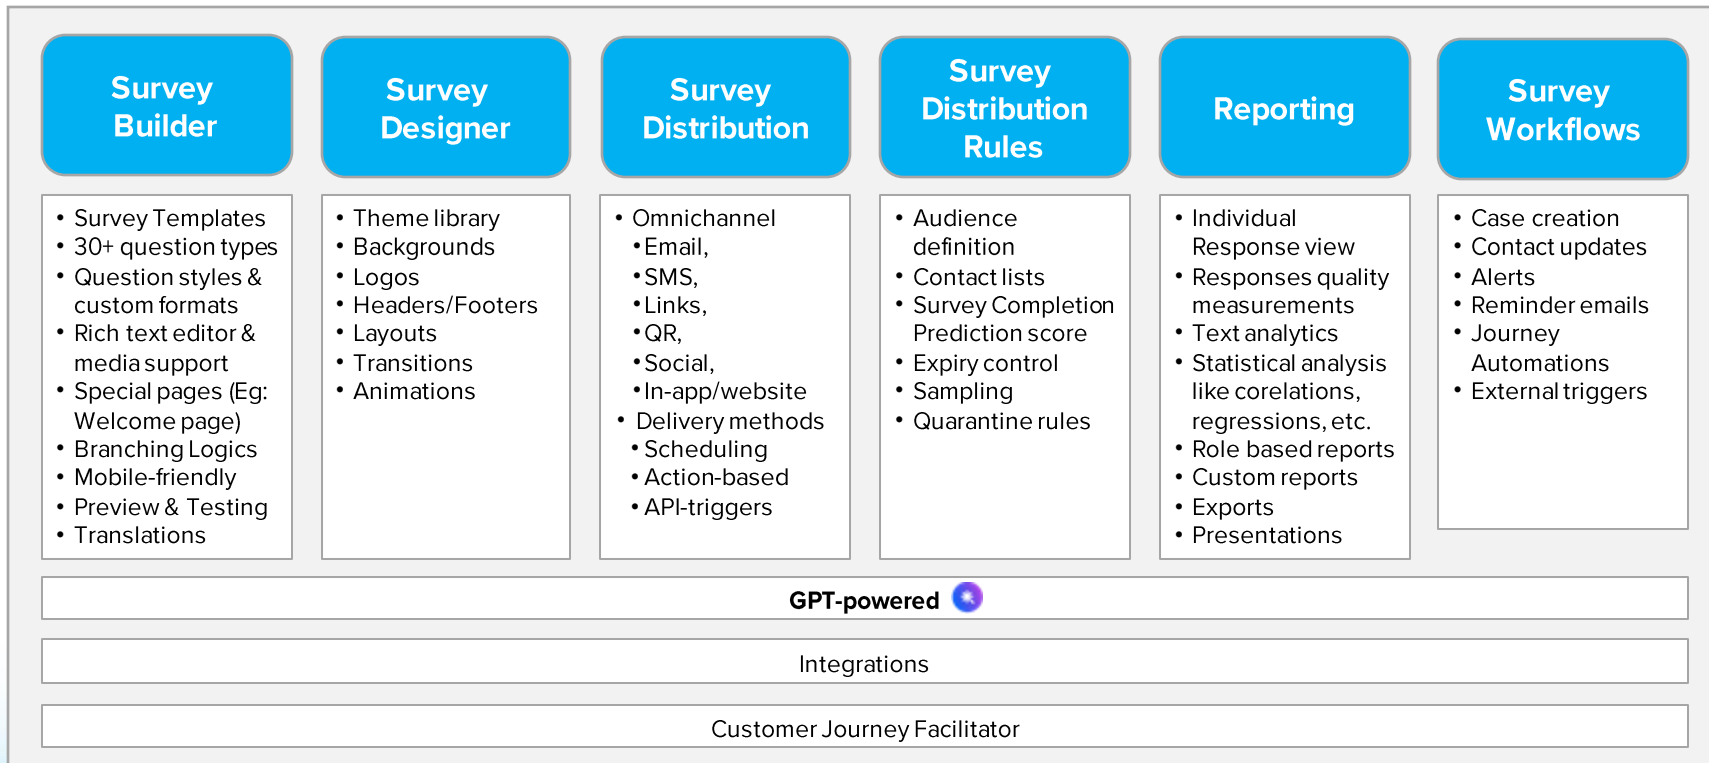 Survey
Builder
• Survey Templates
• 30+ question types
• Question styles &
custom formats
• Rich text editor &
media support
• Special pages (Eg:
Welcome page)
• Branching Logics
• Mobile-friendly
• Preview & Testing
• Translations
Survey
Designer
• Theme library
• Backgrounds
• Logos
• Headers/Footers
• Layouts
• Transitions
• Animations
Survey
Distribution
• Omnichannel
• Email,
• SMS,
• Links,
• QR,
• Social,
• In-app/website
• Delivery methods
• Scheduling
• Action-based
• API-triggers
Survey
Distribution
Rules
• Audience
definition
• Contact lists
• Survey Completion
Prediction score
• Expiry control
• Sampling
• Quarantine rules
Reporting
• Individual
Response view
• Responses quality
measurements
• Text analytics
• Statistical analysis
like corelations,
regressions, etc.
• Role based reports
• Custom reports
• Exports
• Presentations
Survey
Workflows
• Case creation
• Contact updates
• Alerts
• Reminder emails
• Journey
Automations
• External triggers
GPT-powered
Integrations
Customer Journey Facilitator